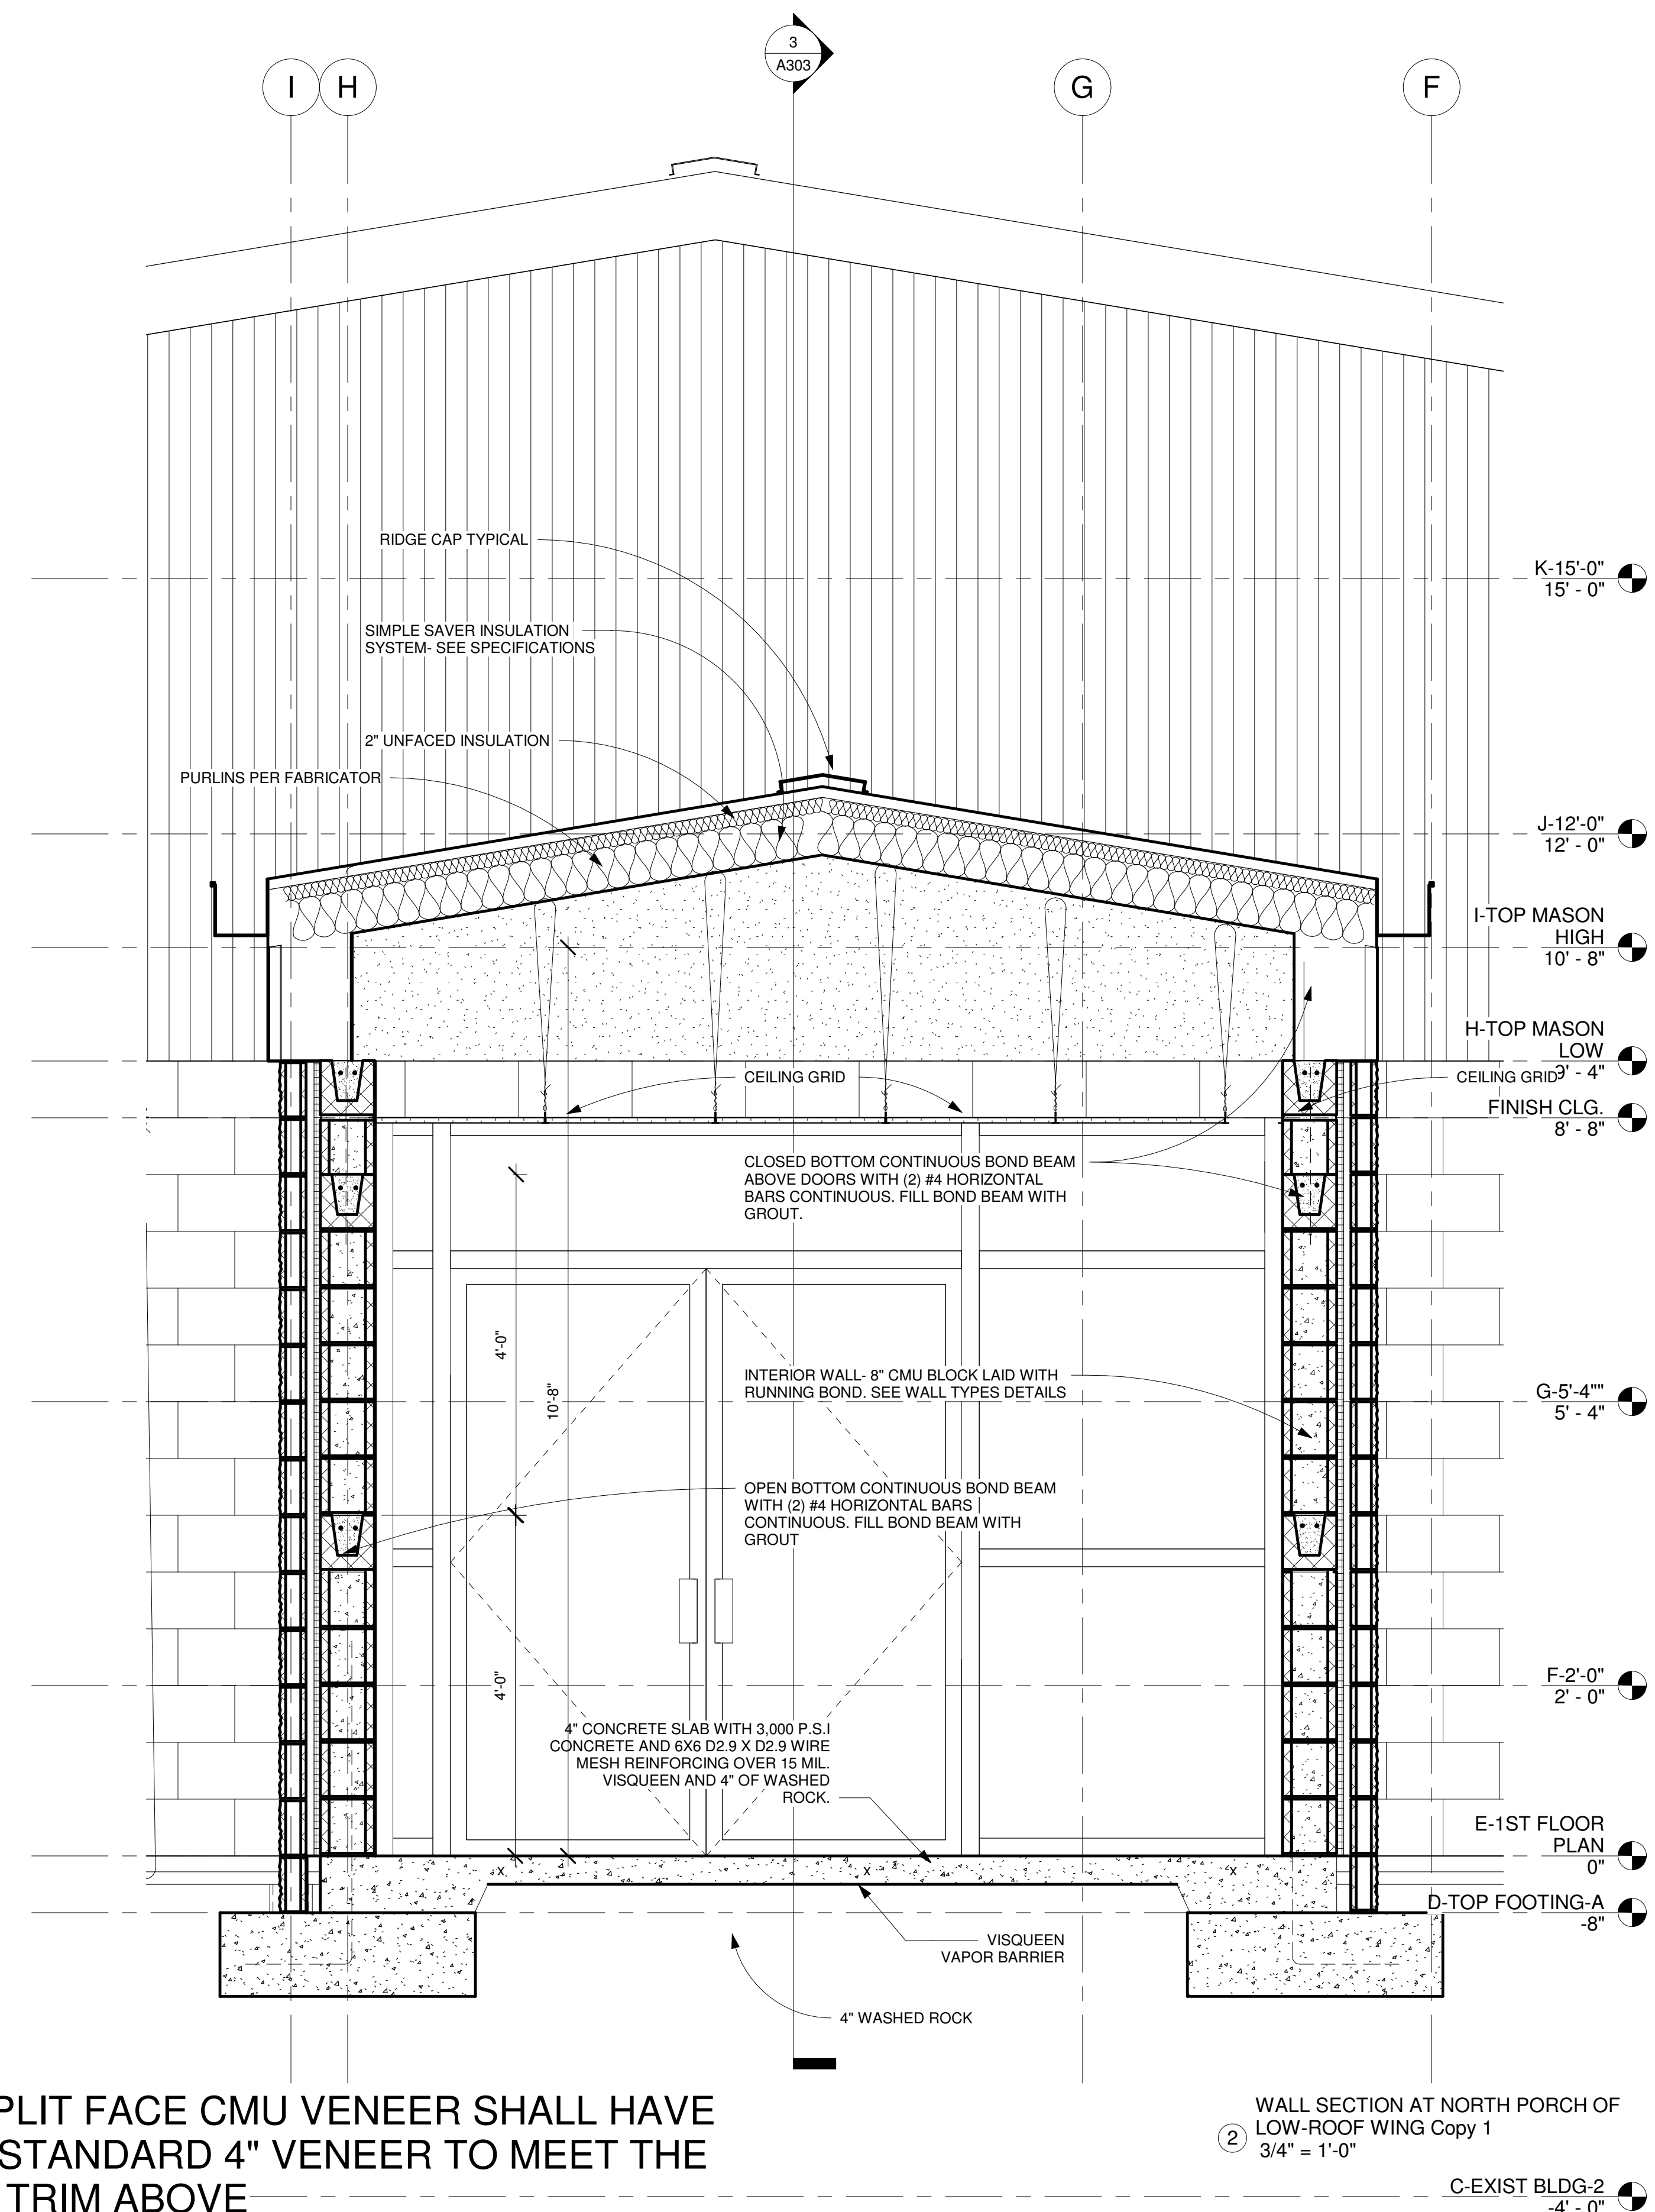 3
A303
I
H
G
F
RIDGE CAP TYPICAL
K-15'-0"
15' - 0"
SIMPLE SAVER INSULATION
SYSTEM- SEE SPECIFICATIONS
2" UNFACED INSULATION
PURLINS PER FABRICATOR
J-12'-0"
12' - 0"
I-TOP MASON
HIGH
10' - 8"
H-TOP MASON
LOW
9' - 4"
CEILING GRID
CEILING GRID
FINISH CLG.
8' - 8"
CLOSED BOTTOM CONTINUOUS BOND BEAM
ABOVE DOORS WITH (2) #4 HORIZONTAL
BARS CONTINUOUS. FILL BOND BEAM WITH
GROUT.
4'-0"
10'-8"
INTERIOR WALL- 8" CMU BLOCK LAID WITH
RUNNING BOND. SEE WALL TYPES DETAILS
G-5'-4""
5' - 4"
OPEN BOTTOM CONTINUOUS BOND BEAM
WITH (2) #4 HORIZONTAL BARS
CONTINUOUS. FILL BOND BEAM WITH
GROUT
4'-0"
F-2'-0"
2' - 0"
4" CONCRETE SLAB WITH 3,000 P.S.I
CONCRETE AND 6X6 D2.9 X D2.9 WIRE
MESH REINFORCING OVER 15 MIL.
VISQUEEN AND 4" OF WASHED
ROCK.
E-1ST FLOOR
PLAN
0"
x x x
D-TOP FOOTING-A
-8"
VISQUEEN
VAPOR BARRIER
4" WASHED ROCK
PLIT FACE CMU VENEER SHALL HAVE
STANDARD 4" VENEER TO MEET THE
TRIM ABOVE
2
WALL SECTION AT NORTH PORCH OF
LOW-ROOF WING Copy 1
3/4" = 1'-0"
C-EXIST BLDG-2
-4' - 0"